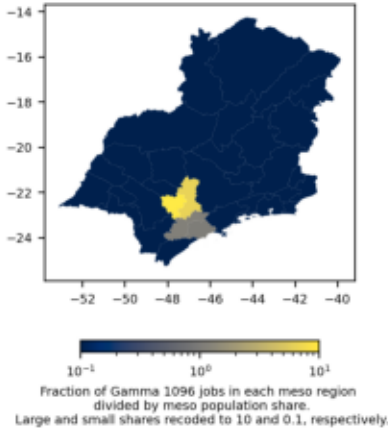 −14
−16
−18
−20
−22
−24
−52 −50 −48 −46 −44 −42 −40
10⁻¹ 10⁰ 10¹
Fraction of Gamma 1096 jobs in each meso region
divided by meso population share.
Large and small shares recoded to 10 and 0.1, respectively.